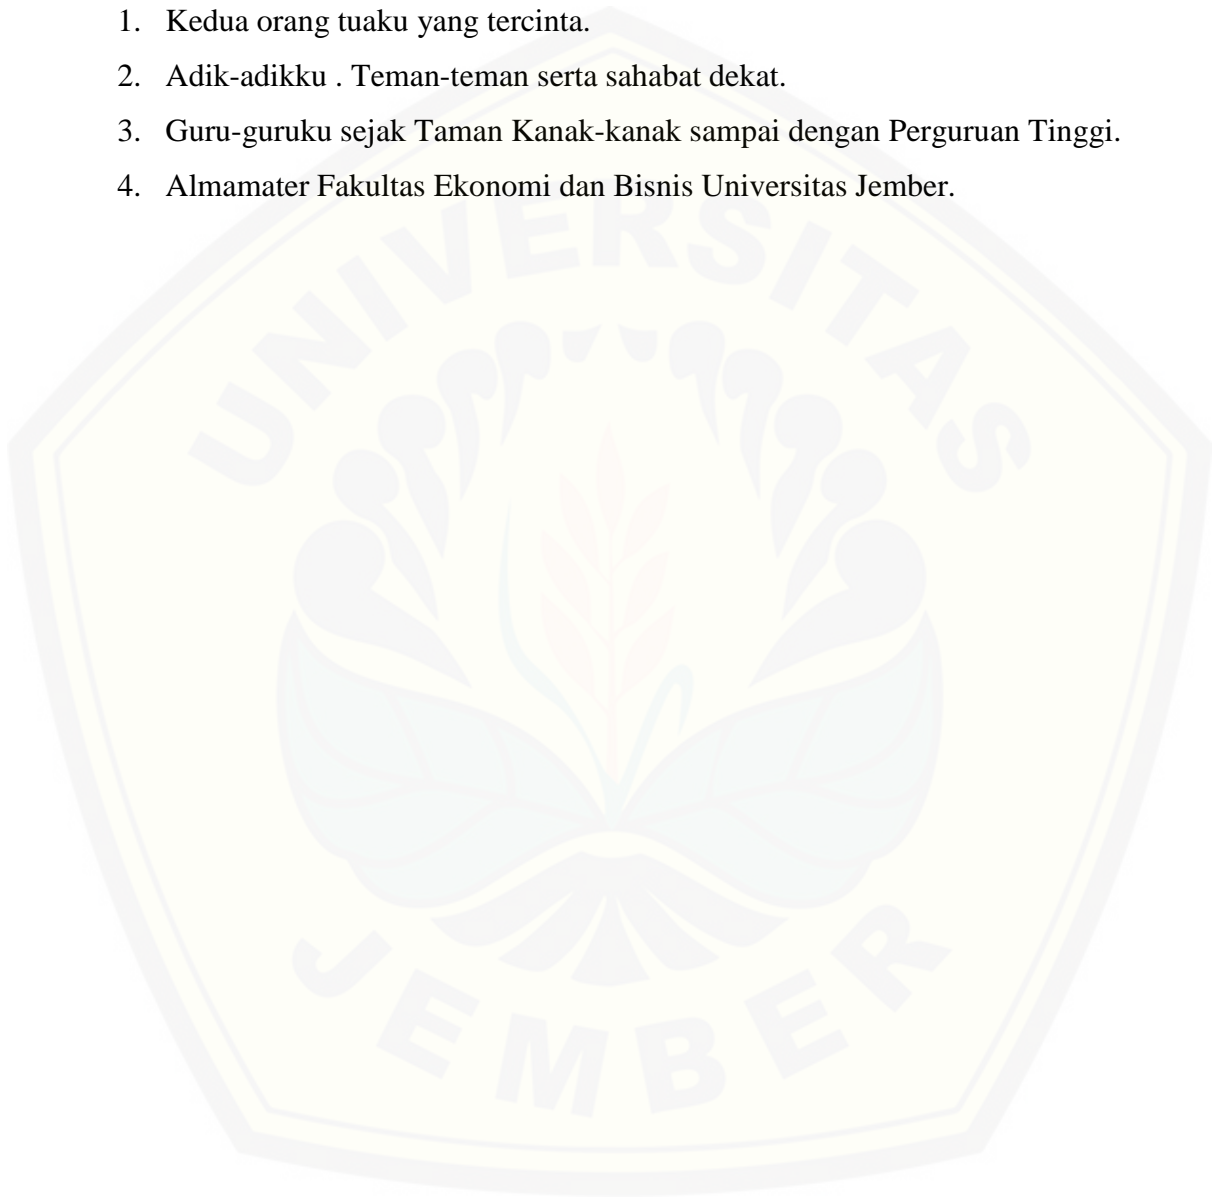 1. Kedua orang tuaku yang tercinta.
2. Adik-adikku . Teman-teman serta sahabat dekat.
3. Guru-guruku sejak Taman Kanak-kanak sampai dengan Perguruan Tinggi.
4. Almamater Fakultas Ekonomi dan Bisnis Universitas Jember.
UNIVERSITAS
JEMBER